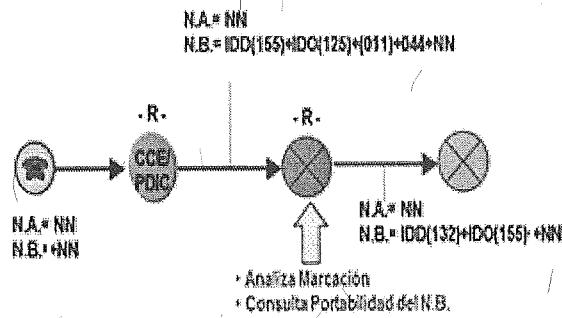 N.A.= NN
N.B.= IDD(155)+IDO(125)+(011)+044+NN
- R -
- R -
CCE/
PDIC
N.A.= NN
N.B.= +NN
N.A.= NN
N.B.= IDD(132)+IDO(155)+NN
• Analiza Marcación
• Consulta Portabilidad del N.B.